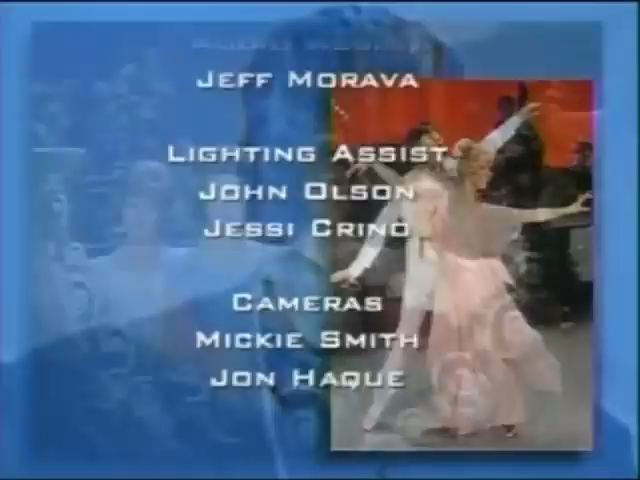 Jeff Morava
Lighting Assist
John Olson
Jessi Crino
Cameras
Mickie Smith
Jon Haque